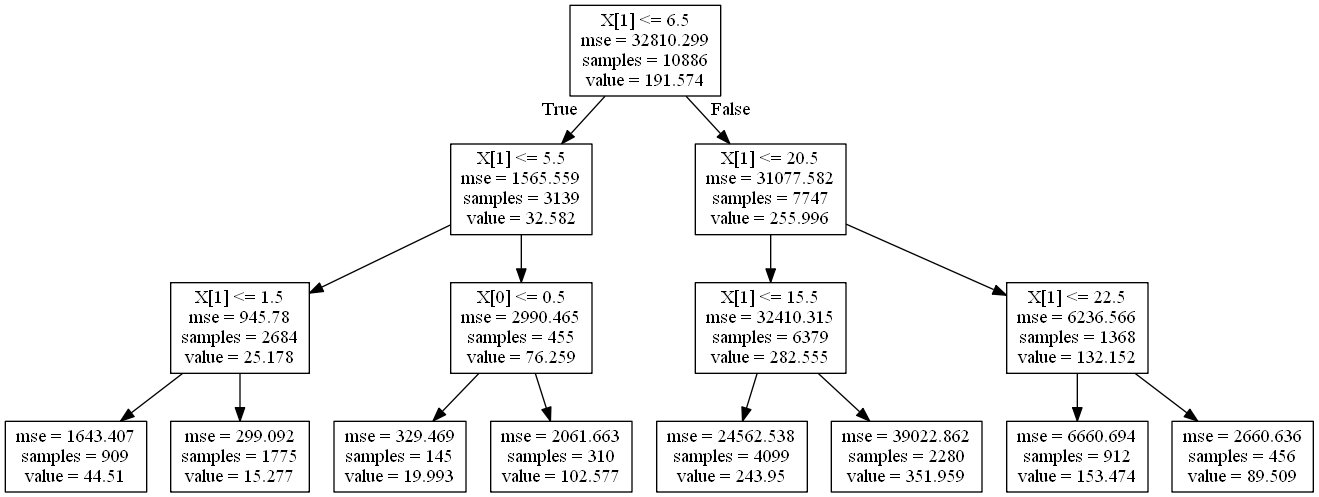 X[1] <= 6.5
mse = 32810.299
samples = 10886
value = 191.574
True
False
X[1] <= 5.5
mse = 1565.559
samples = 3139
value = 32.582
X[1] <= 20.5
mse = 31077.582
samples = 7747
value = 255.996
X[1] <= 1.5
mse = 945.78
samples = 2684
value = 25.178
X[0] <= 0.5
mse = 2990.465
samples = 455
value = 76.259
X[1] <= 15.5
mse = 32410.315
samples = 6379
value = 282.555
X[1] <= 22.5
mse = 6236.566
samples = 1368
value = 132.152
mse = 1643.407
samples = 909
value = 44.51
mse = 299.092
samples = 1775
value = 15.277
mse = 329.469
samples = 145
value = 19.993
mse = 2061.663
samples = 310
value = 102.577
mse = 24562.538
samples = 4099
value = 243.95
mse = 39022.862
samples = 2280
value = 351.959
mse = 6660.694
samples = 912
value = 153.474
mse = 2660.636
samples = 456
value = 89.509